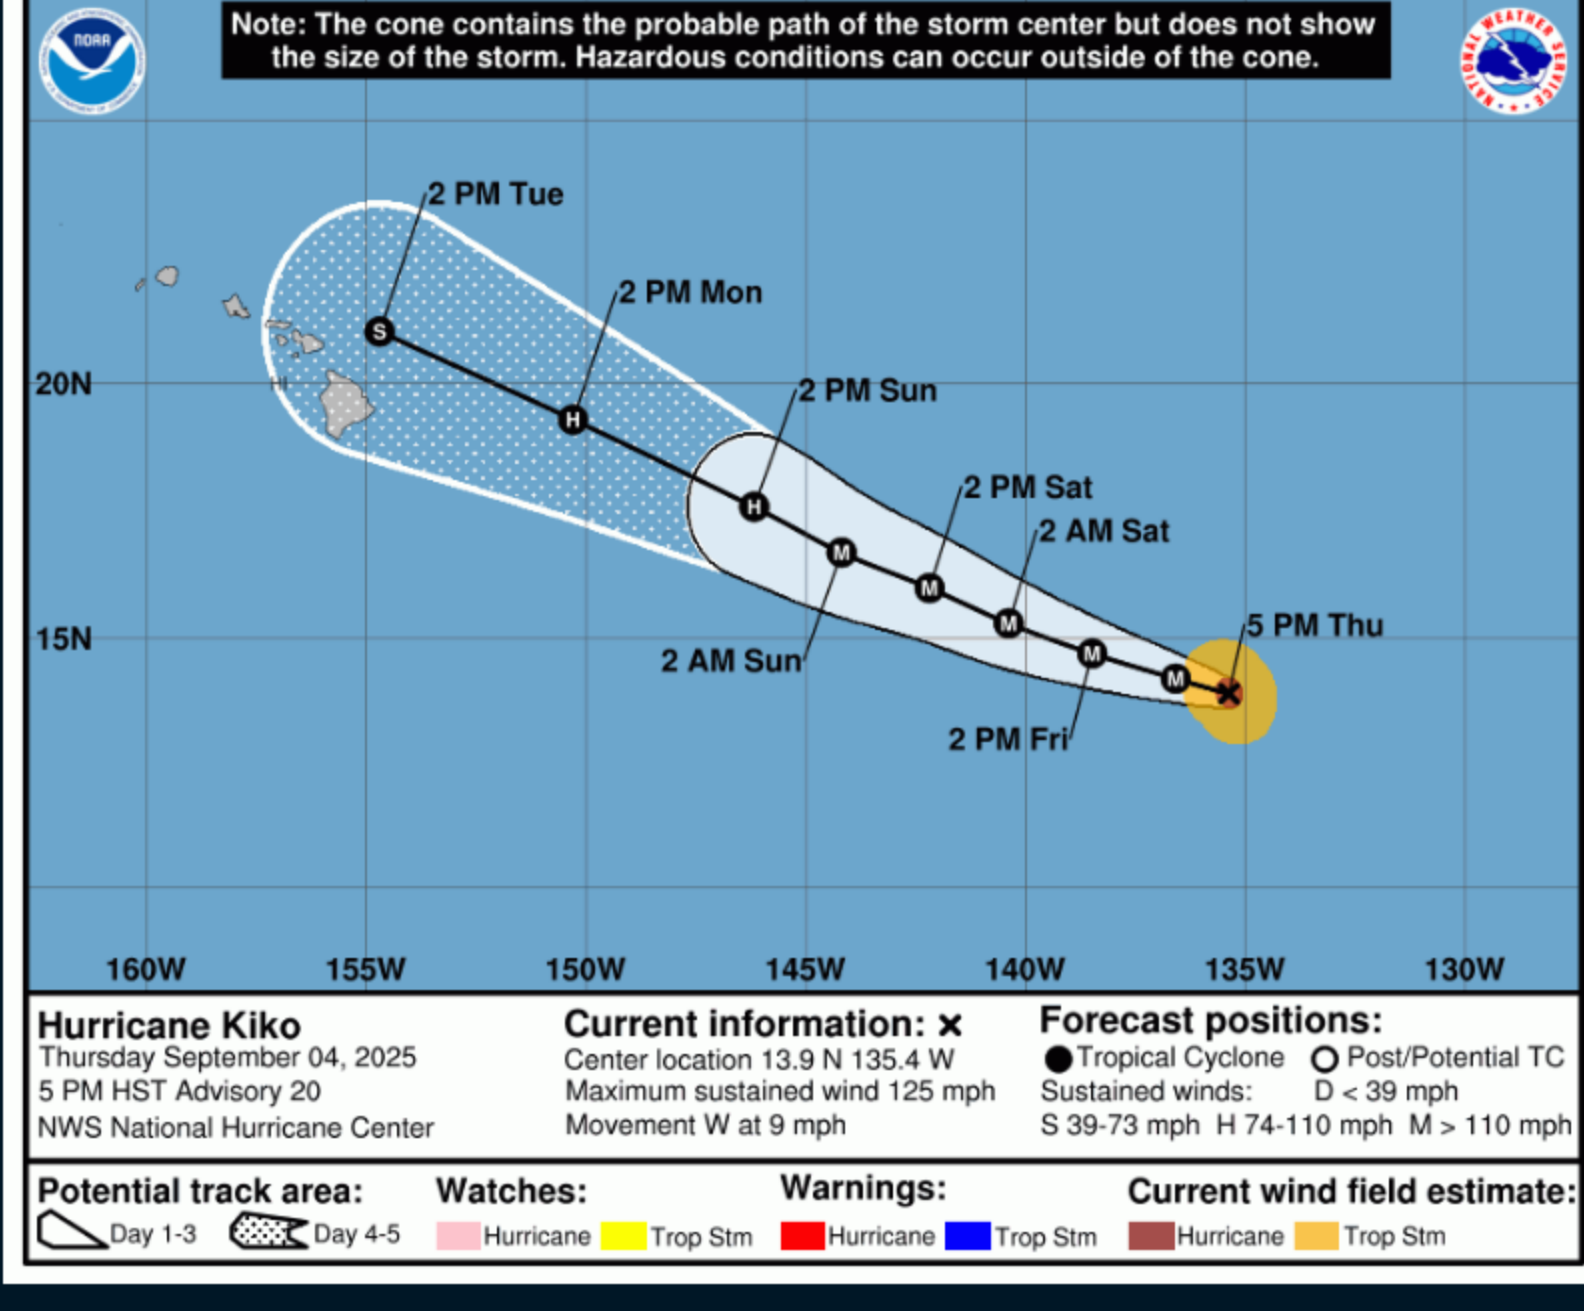 Note: The cone contains the probable path of the storm center but does not show
the size of the storm. Hazardous conditions can occur outside of the cone.
NOAA
NATIONAL WEATHER SERVICE
2 PM Tue
2 PM Mon
2 PM Sun
2 PM Sat
2 AM Sat
5 PM Thu
2 AM Sun
2 PM Fri
S
H
H
M
M
M
M
M
HI
20N
15N
160W 155W 150W 145W 140W 135W 130W
Hurricane Kiko
Thursday September 04, 2025
5 PM HST Advisory 20
NWS National Hurricane Center
Current information: x
Center location 13.9 N 135.4 W
Maximum sustained wind 125 mph
Movement W at 9 mph
Forecast positions:
Tropical Cyclone Post/Potential TC
Sustained winds: D < 39 mph
S 39-73 mph H 74-110 mph M > 110 mph
Potential track area:
Day 1-3 Day 4-5
Watches:
Hurricane Trop Stm
Warnings:
Hurricane Trop Stm
Current wind field estimate:
Hurricane Trop Stm